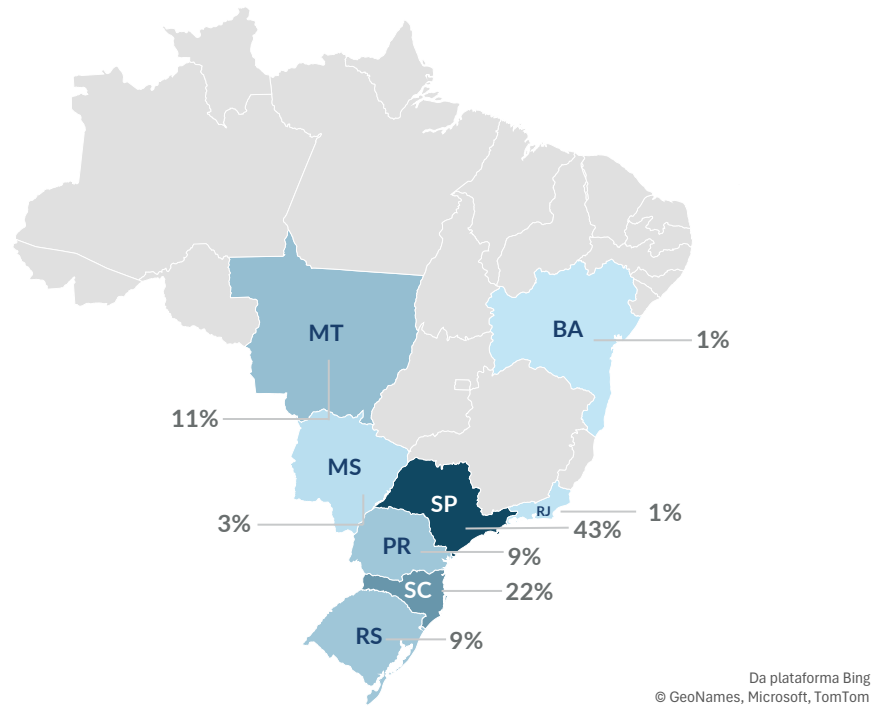 MT
BA
1%
11%
MS
SP
RJ
1%
3%
43%
PR
9%
SC
22%
RS
9%
Da plataforma Bing
© GeoNames, Microsoft, TomTom